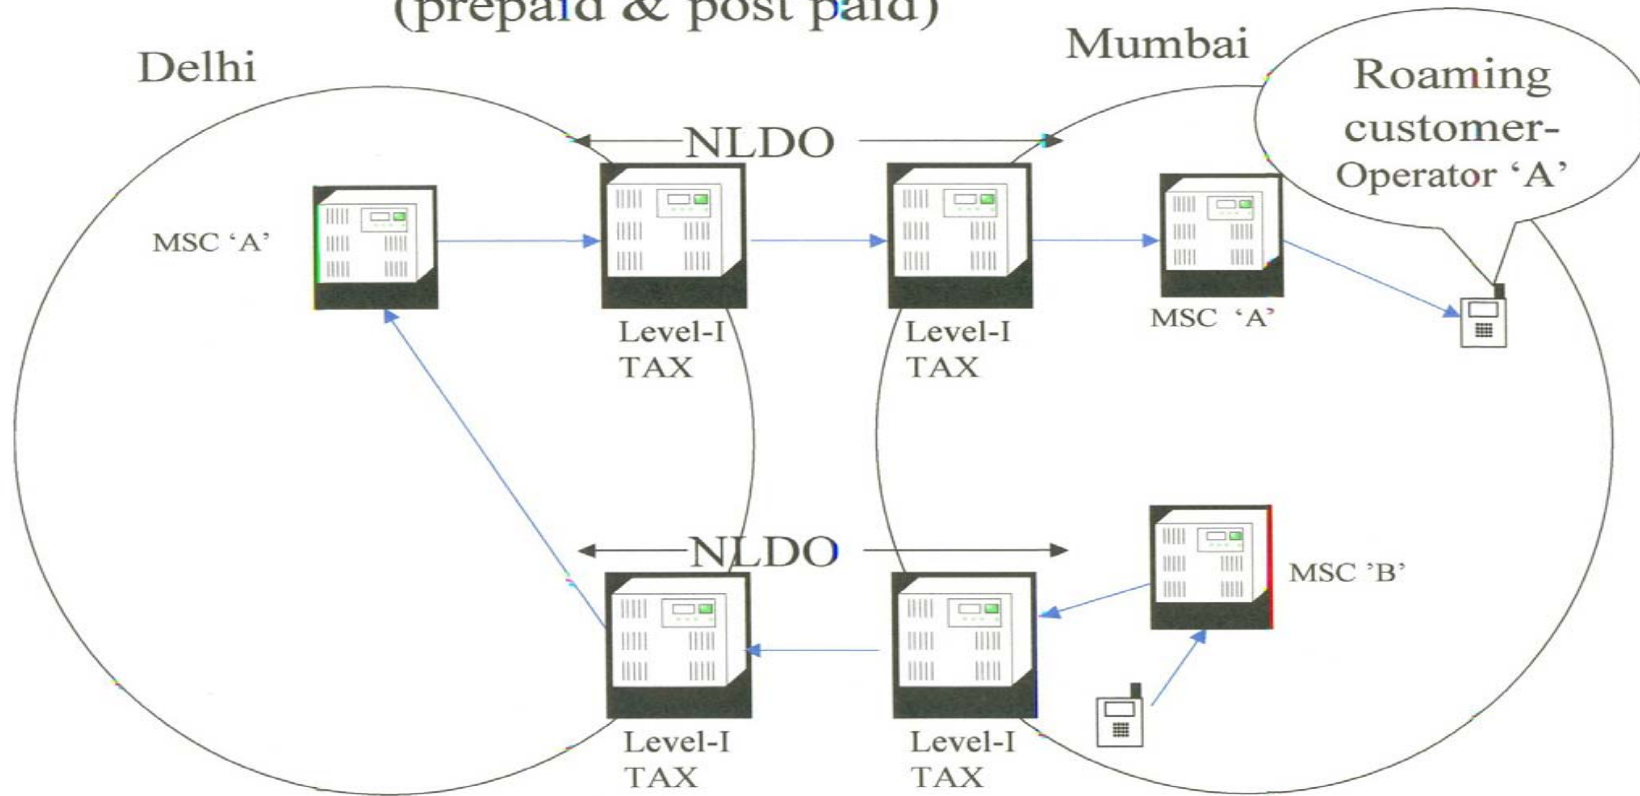 (prepaid & post paid)
Delhi
Mumbai
Roaming
customer-
Operator ‘A’
NLDO
MSC ‘A’
Level-I
TAX
Level-I
TAX
MSC ‘A’
NLDO
MSC ’B’
Level-I
TAX
Level-I
TAX